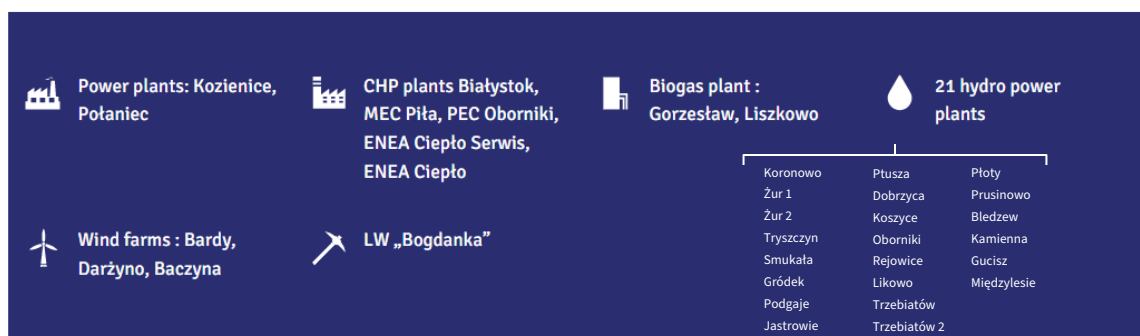 Power plants: Kozienice,
Połaniec
CHP plants Białystok,
MEC Piła, PEC Oborniki,
ENEA Ciepło Serwis,
ENEA Ciepło
Biogas plant :
Gorzesław, Liszkowo
21 hydro power
plants
Wind farms : Bardy,
Darżyno, Baczyna
LW „Bogdanka”
Koronowo
Żur 1
Żur 2
Tryszczyn
Smukała
Gródek
Podgaje
Jastrowie
Ptusza
Dobrzyca
Koszyce
Oborniki
Rejowice
Likowo
Trzebiatów
Trzebiatów 2
Płoty
Prusinowo
Bledzew
Kamienna
Gucisz
Międzylesie